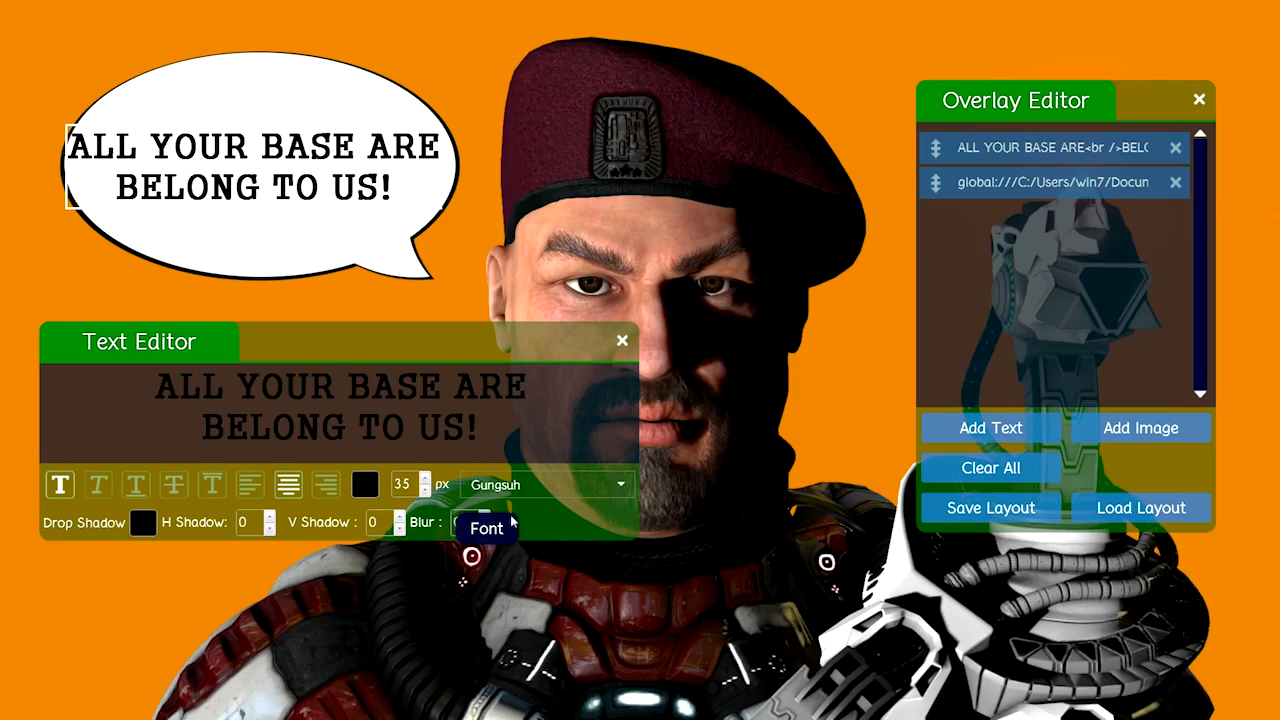 ALL YOUR BASE ARE
BELONG TO US!
Overlay Editor
ALL YOUR BASE ARE<br />BELO
global:///C:/Users/win7/Docun
Add Text
Add Image
Clear All
Save Layout
Load Layout
Text Editor
ALL YOUR BASE ARE
BELONG TO US!
T T T T T 35 px Gungsuh
Drop Shadow H Shadow: 0 V Shadow : 0 Blur :
Font